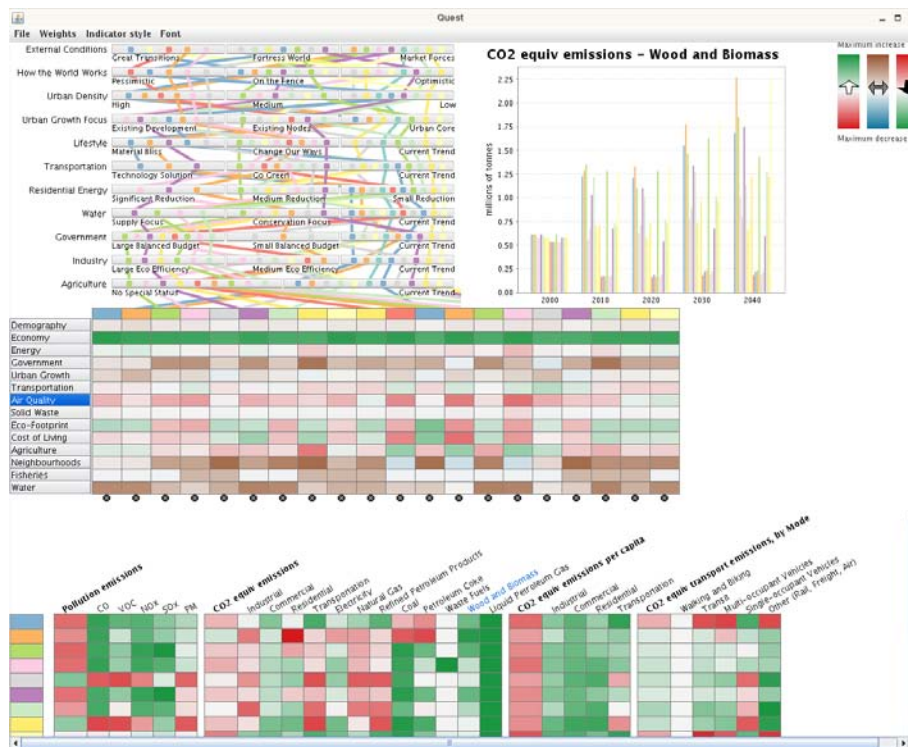 Quest
File Weights Indicator style Font
External Conditions
Great Transitions Fortress World Market Forces
How the World Works
Pessimistic On the Fence Optimistic
Urban Density
High Medium Low
Urban Growth Focus
Existing Development Existing Nodes Urban Core
Lifestyle
Material Bliss Change Our Ways Current Trend
Transportation
Technology Solution Go Green Current Trend
Residential Energy
Significant Reduction Medium Reduction Small Reduction
Water
Supply Focus Conservation Focus Current Trend
Government
Large Balanced Budget Small Balanced Budget Current Trend
Industry
Large Eco Efficiency Medium Eco Efficiency Current Trend
Agriculture
No Special Status Current Trend
CO2 equiv emissions - Wood and Biomass
millions of tonnes
2.25
2.00
1.75
1.50
1.25
1.00
0.75
0.50
0.25
0.00
2000 2010 2020 2030 2040
Maximum increase
Maximum decrease
Demography
Economy
Energy
Government
Urban Growth
Transportation
Air Quality
Solid Waste
Eco-Footprint
Cost of Living
Agriculture
Neighbourhoods
Fisheries
Water
Pollution emissions
CO
VOC
NOx
SOx
PM
CO2 equiv emissions
Industrial
Commercial
Residential
Transportation
Electricity
Natural Gas
Refined Petroleum Products
Coal
Petroleum Coke
Waste Fuels
Wood and Biomass
Liquid Petroleum Gas
CO2 equiv emissions per capita
Industrial
Commercial
Residential
Transportation
CO2 equiv transport emissions, by Mode
Walking and Biking
Transit
Multi-occupant Vehicles
Single-occupant Vehicles
Other (Rail, Freight, Air)